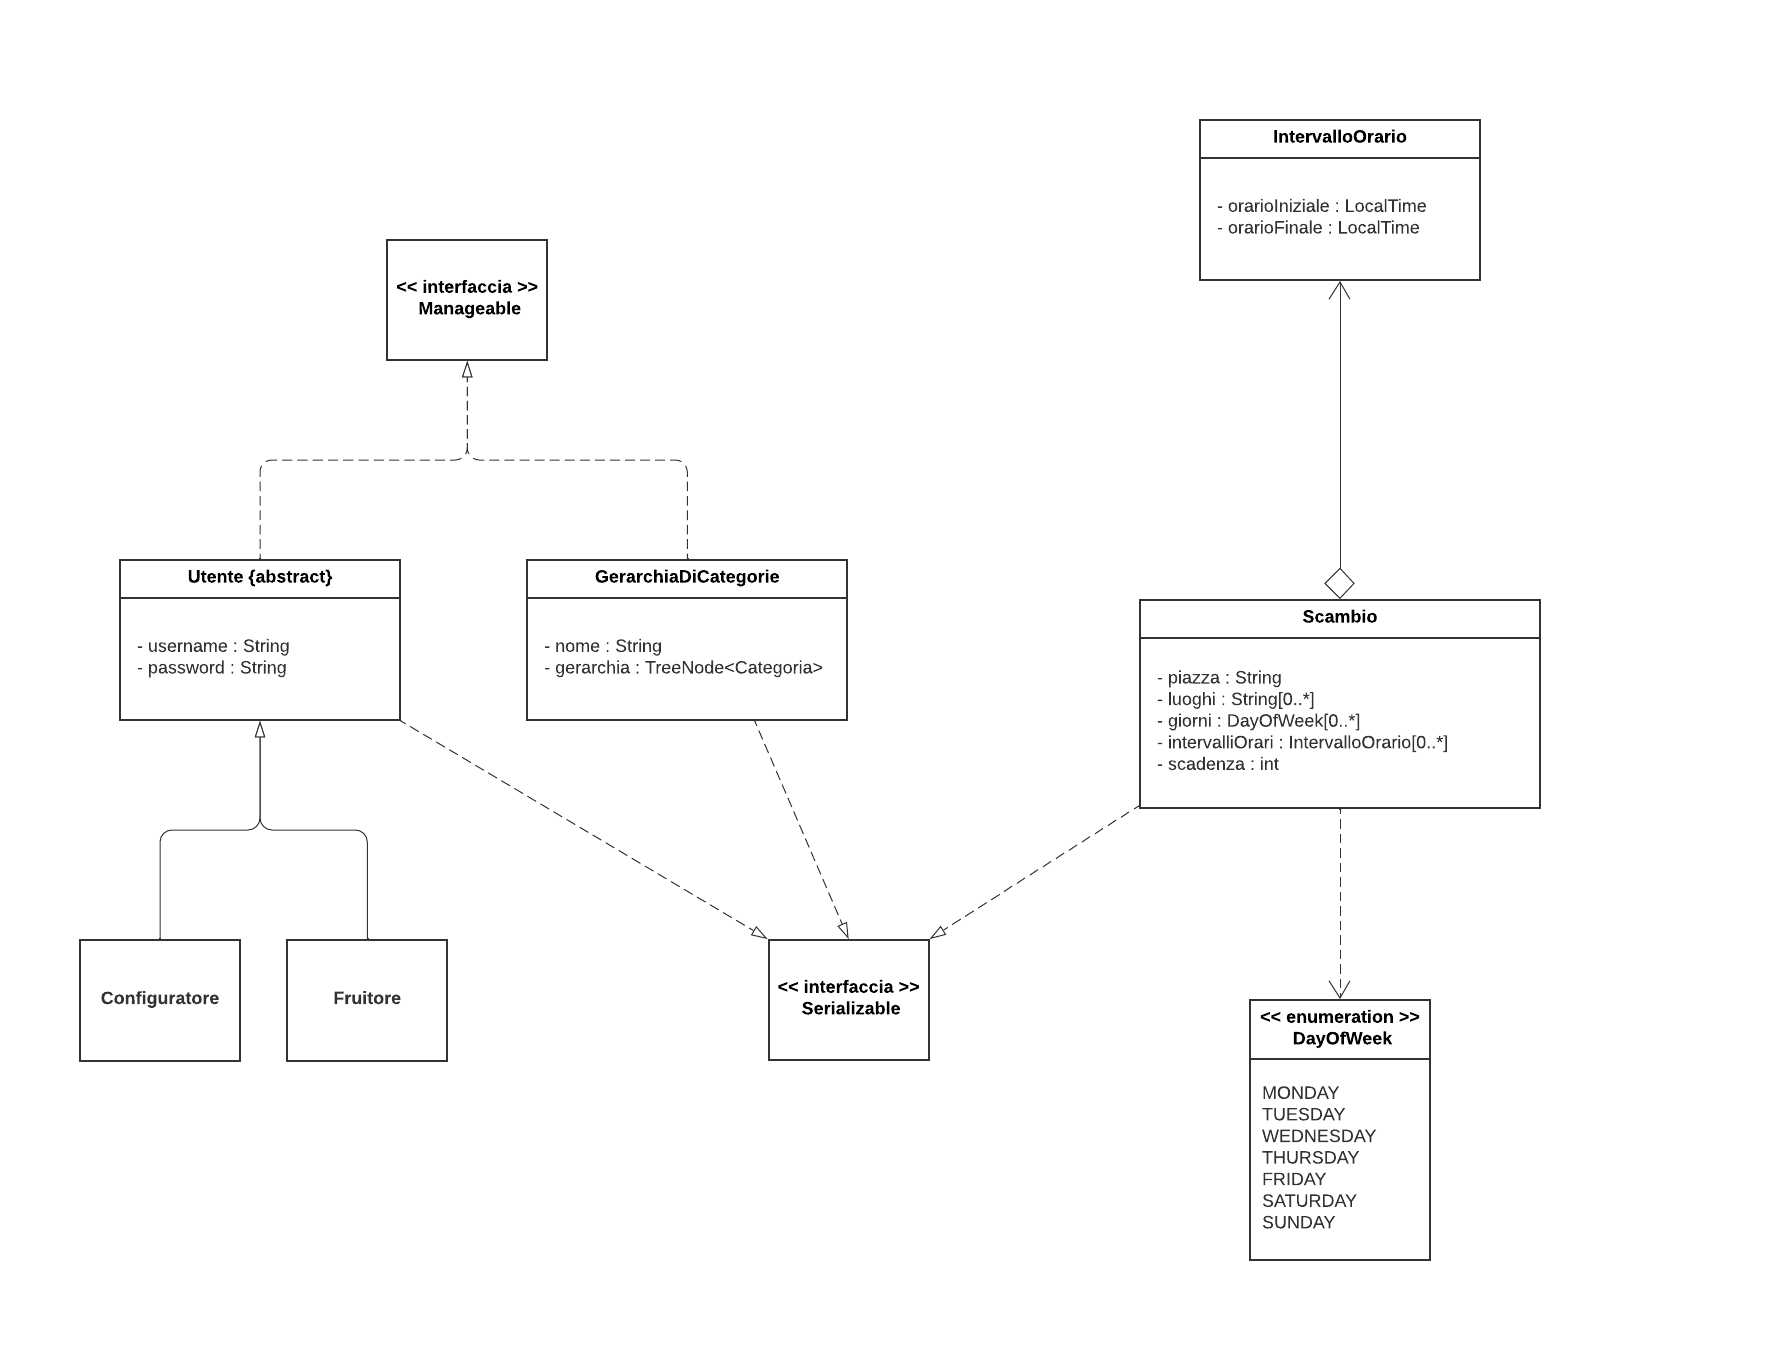 IntervalloOrario
- orarioIniziale : LocalTime
- orarioFinale : LocalTime
<< interfaccia >>
Manageable
Utente {abstract}
- username : String
- password : String
GerarchiaDiCategorie
- nome : String
- gerarchia : TreeNode<Categoria>
Scambio
- piazza : String
- luoghi : String[0..*]
- giorni : DayOfWeek[0..*]
- intervalliOrari : IntervalloOrario[0..*]
- scadenza : int
Configuratore
Fruitore
<< interfaccia >>
Serializable
<< enumeration >>
DayOfWeek
MONDAY
TUESDAY
WEDNESDAY
THURSDAY
FRIDAY
SATURDAY
SUNDAY